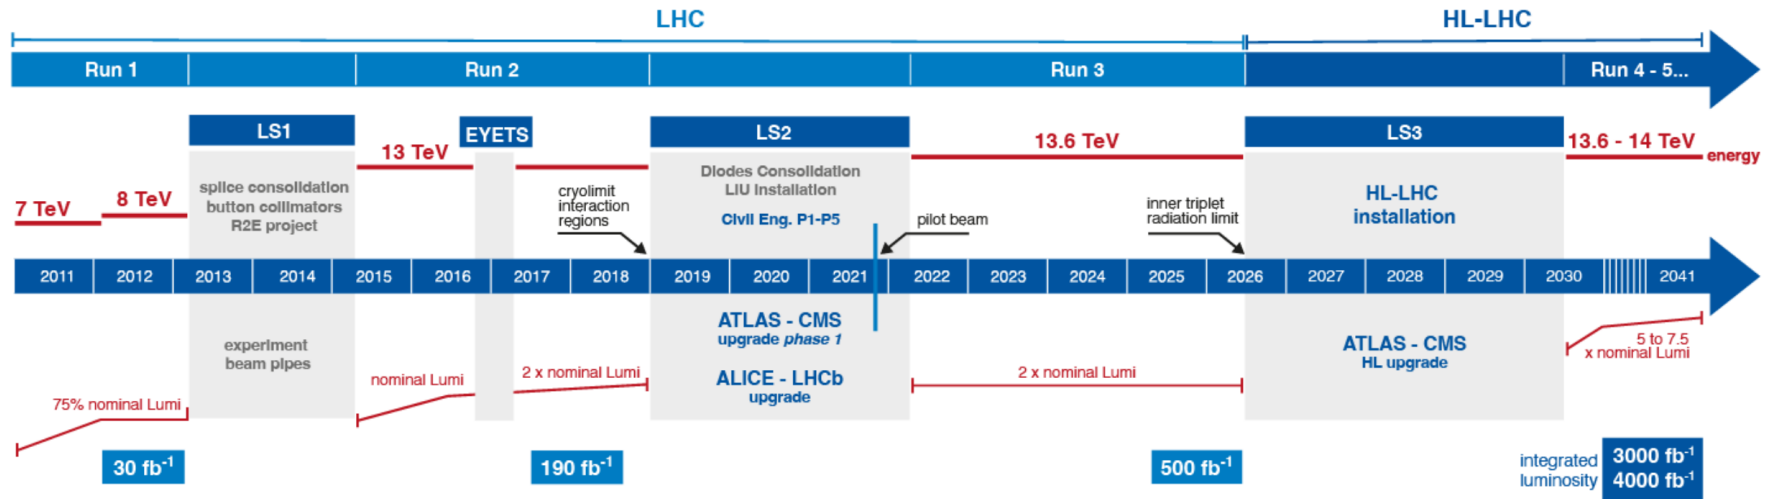 LHC
HL-LHC
Run 1
Run 2
Run 3
Run 4 - 5...
LS1
EYETS
LS2
LS3
13 TeV
13.6 TeV
13.6 - 14 TeV
energy
7 TeV
8 TeV
splice consolidation
button collimators
R2E project
cryolimit
interaction
regions
Diodes Consolidation
LIU Installation
Civil Eng. P1-P5
pilot beam
inner triplet
radiation limit
HL-LHC
installation
2011
2012
2013
2014
2015
2016
2017
2018
2019
2020
2021
2022
2023
2024
2025
2026
2027
2028
2029
2030
2041
experiment
beam pipes
ATLAS - CMS
upgrade phase 1
ALICE - LHCb
upgrade
ATLAS - CMS
HL upgrade
5 to 7.5
x nominal Lumi
75% nominal Lumi
nominal Lumi
2 x nominal Lumi
2 x nominal Lumi
30 fb⁻¹
190 fb⁻¹
500 fb⁻¹
integrated
luminosity
3000 fb⁻¹
4000 fb⁻¹